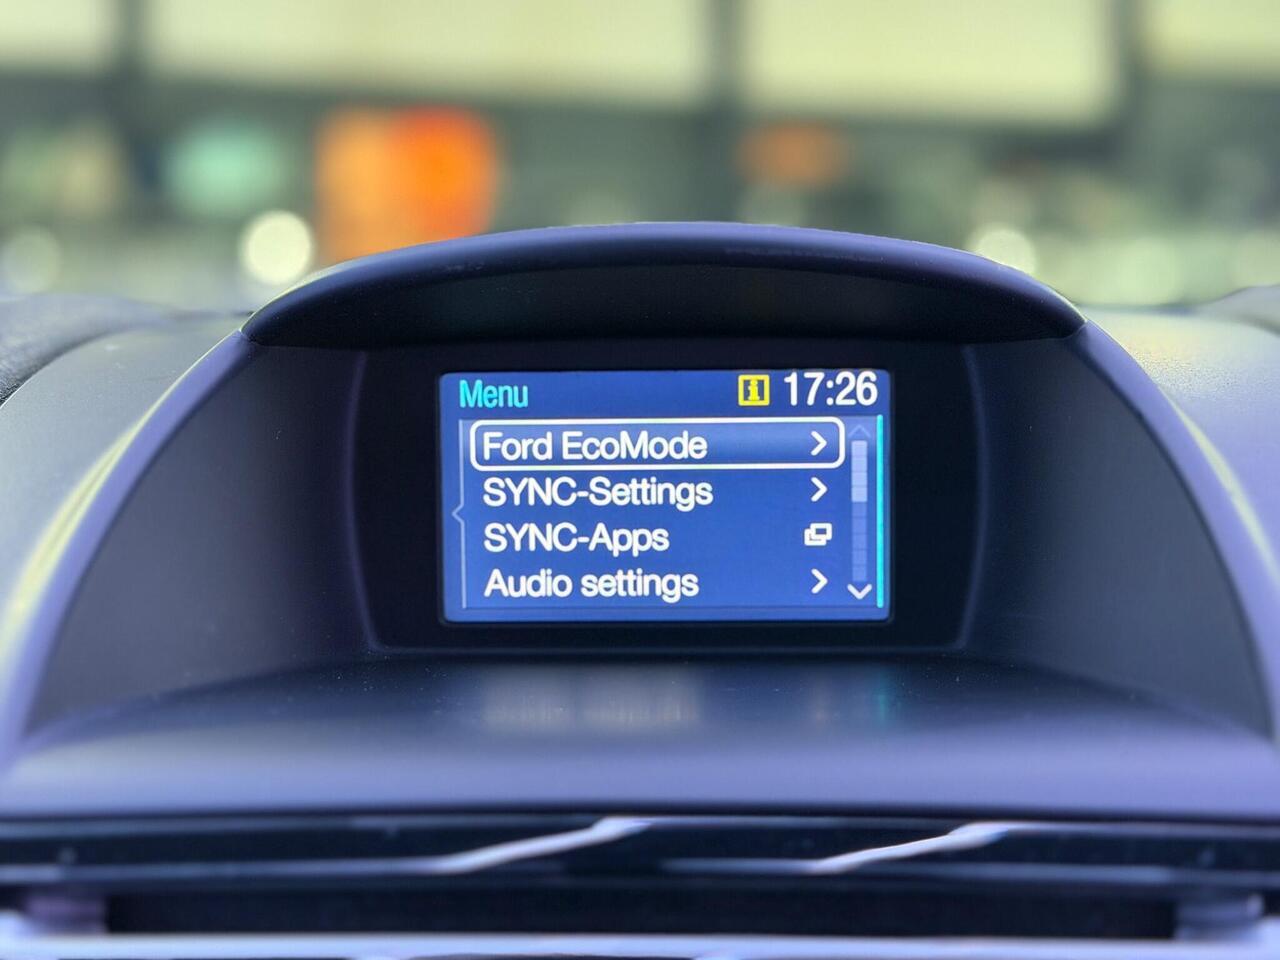 Menu i 17:26
Ford EcoMode
SYNC-Settings
SYNC-Apps
Audio settings